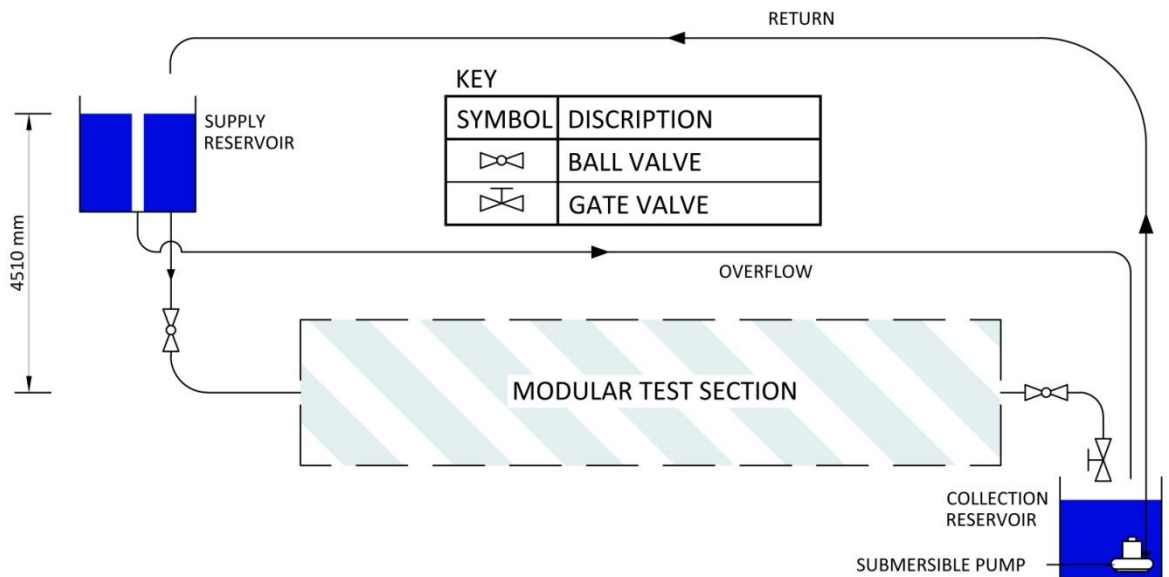 RETURN
KEY
SYMBOL DISCRIPTION
BALL VALVE
GATE VALVE
SUPPLY
RESERVOIR
4510 mm
OVERFLOW
MODULAR TEST SECTION
COLLECTION
RESERVOIR
SUBMERSIBLE PUMP